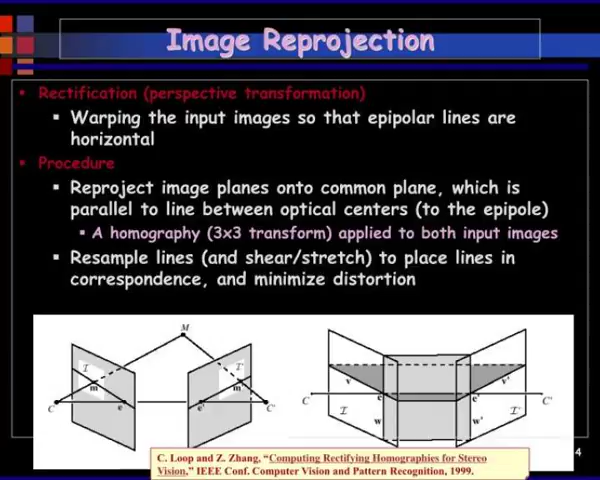 Image Reprojection
Rectification (perspective transformation)
Warping the input images so that epipolar lines are
horizontal
Procedure
Reproject image planes onto common plane, which is
parallel to line between optical centers (to the epipole)
A homography (3x3 transform) applied to both input images
Resample lines (and shear/stretch) to place lines in
correspondence, and minimize distortion
M
I
I'
m
m'
C
e
e'
C'
v
v'
C
e
e'
C'
I
w
w'
I'
4
C. Loop and Z. Zhang, "Computing Rectifying Homographies for Stereo
Vision," IEEE Conf. Computer Vision and Pattern Recognition, 1999.